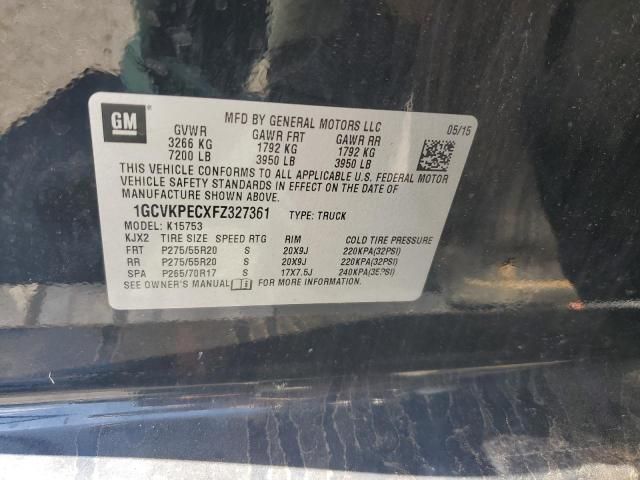 GM
MFD BY GENERAL MOTORS LLC
05/15
GVWR GAWR FRT GAWR RR
3266 KG 1792 KG 1792 KG
7200 LB 3950 LB 3950 LB
THIS VEHICLE CONFORMS TO ALL APPLICABLE U.S. FEDERAL MOTOR
VEHICLE SAFETY STANDARDS IN EFFECT ON THE DATE OF
MANUFACTURE SHOWN ABOVE.
1GCVKPECXFZ327361 TYPE: TRUCK
MODEL: K15753
KJX2 TIRE SIZE SPEED RTG RIM COLD TIRE PRESSURE
FRT P275/55R20 S 20X9J 220KPA(32PSI)
RR P275/55R20 S 20X9J 220KPA(32PSI)
SPA P265/70R17 S 17X7.5J 240KPA(35PSI)
SEE OWNER'S MANUAL FOR MORE INFORMATION.